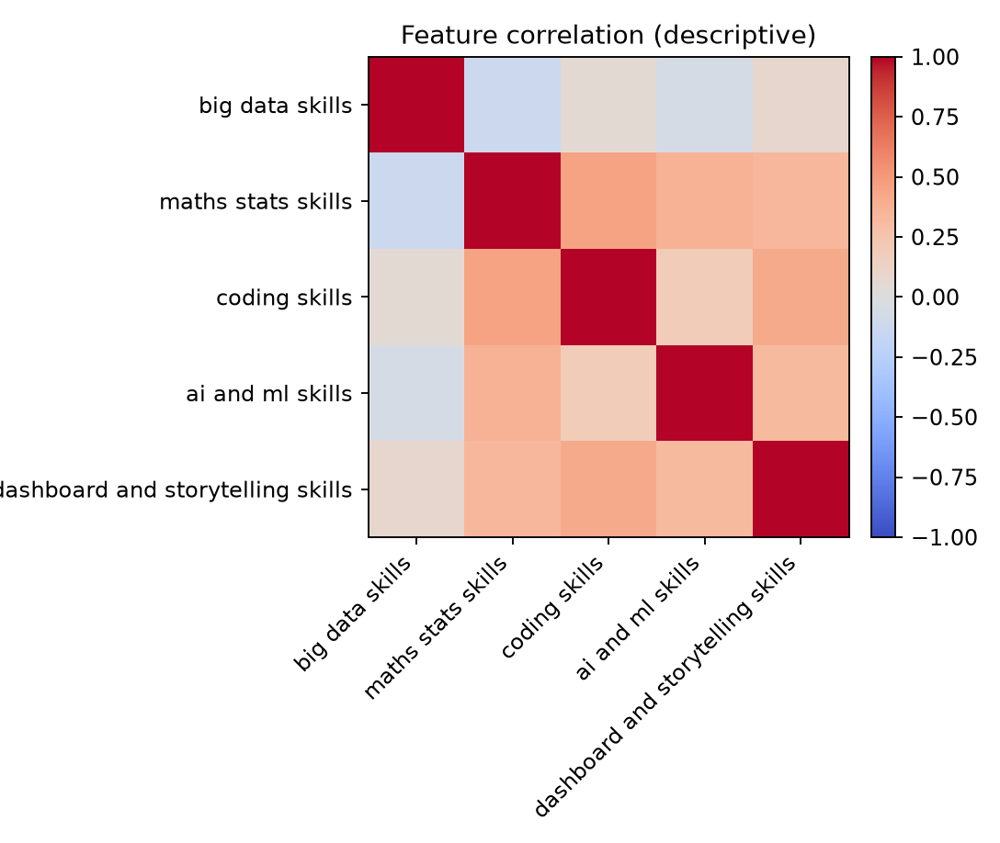 Feature correlation (descriptive)
big data skills
maths stats skills
coding skills
ai and ml skills
dashboard and storytelling skills
1.00
0.75
0.50
0.25
0.00
−0.25
−0.50
−0.75
−1.00
big data skills
maths stats skills
coding skills
ai and ml skills
dashboard and storytelling skills